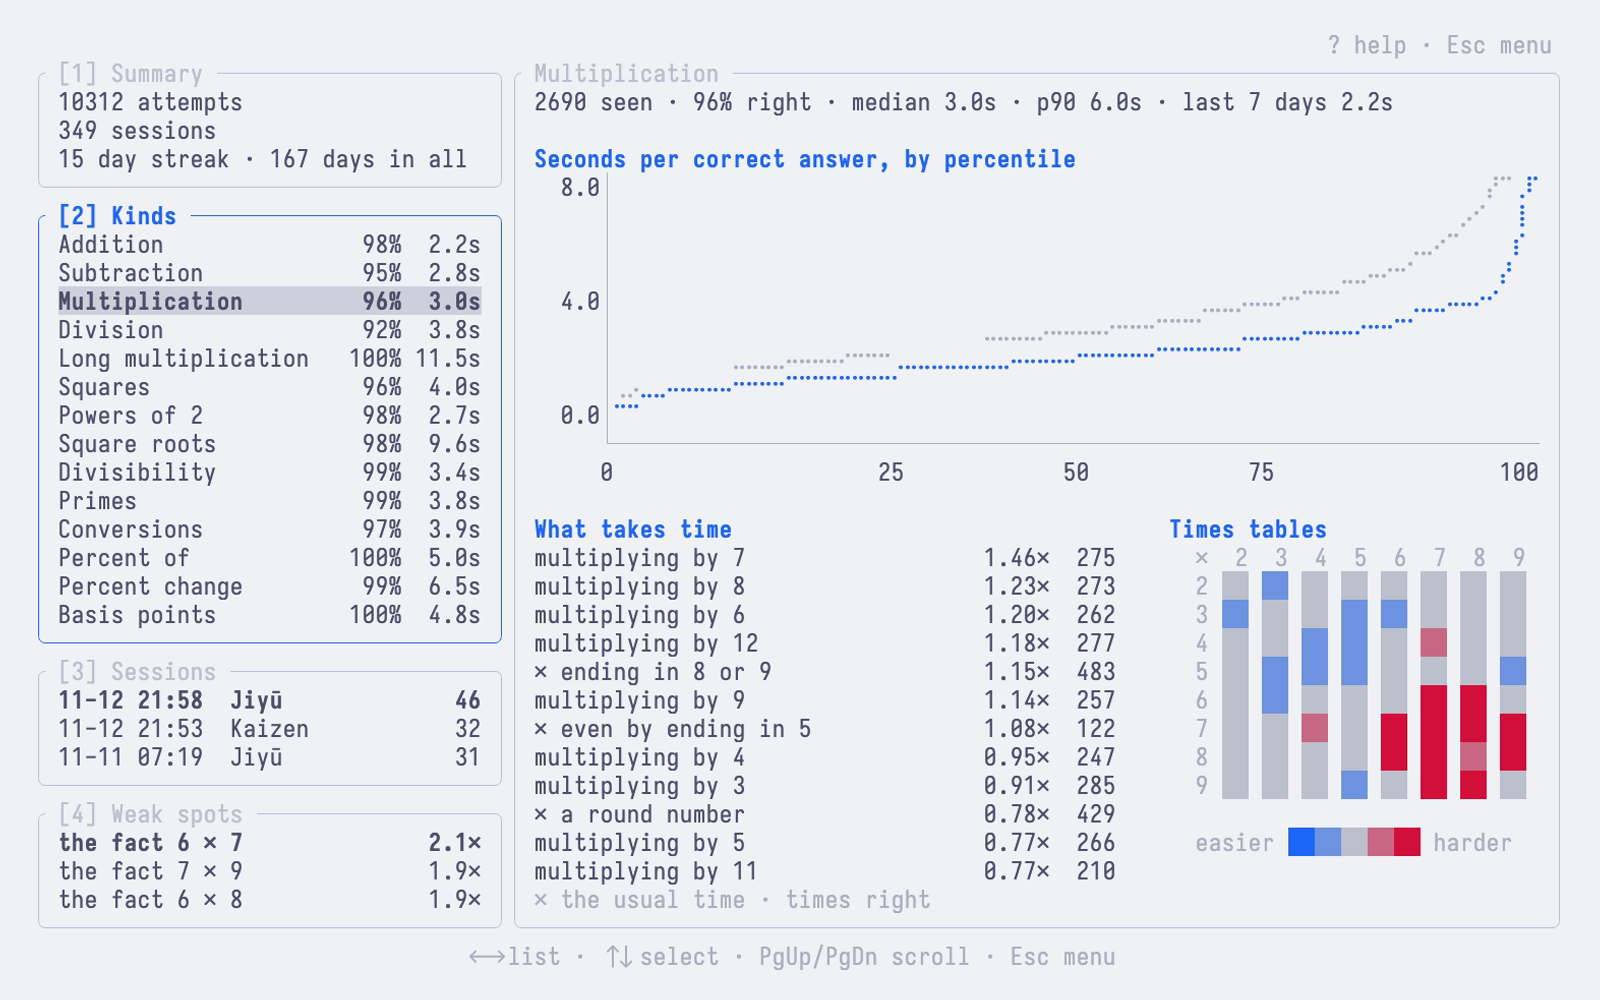 ? help · Esc menu
[1] Summary
10312 attempts
349 sessions
15 day streak · 167 days in all
[2] Kinds
Addition 98% 2.2s
Subtraction 95% 2.8s
Multiplication 96% 3.0s
Division 92% 3.8s
Long multiplication 100% 11.5s
Squares 96% 4.0s
Powers of 2 98% 2.7s
Square roots 98% 9.6s
Divisibility 99% 3.4s
Primes 99% 3.8s
Conversions 97% 3.9s
Percent of 100% 5.0s
Percent change 99% 6.5s
Basis points 100% 4.8s
[3] Sessions
11-12 21:58 Jiyū 46
11-12 21:53 Kaizen 32
11-11 07:19 Jiyū 31
[4] Weak spots
the fact 6 × 7 2.1×
the fact 7 × 9 1.9×
the fact 6 × 8 1.9×
Multiplication
2690 seen · 96% right · median 3.0s · p90 6.0s · last 7 days 2.2s
Seconds per correct answer, by percentile
8.0
4.0
0.0
0 25 50 75 100
What takes time
multiplying by 7 1.46× 275
multiplying by 8 1.23× 273
multiplying by 6 1.20× 262
multiplying by 12 1.18× 277
× ending in 8 or 9 1.15× 483
multiplying by 9 1.14× 257
× even by ending in 5 1.08× 122
multiplying by 4 0.95× 247
multiplying by 3 0.91× 285
× a round number 0.78× 429
multiplying by 5 0.77× 266
multiplying by 11 0.77× 210
× the usual time · times right
Times tables
× 2 3 4 5 6 7 8 9
2
3
4
5
6
7
8
9
easier harder
←→list · ↑↓select · PgUp/PgDn scroll · Esc menu